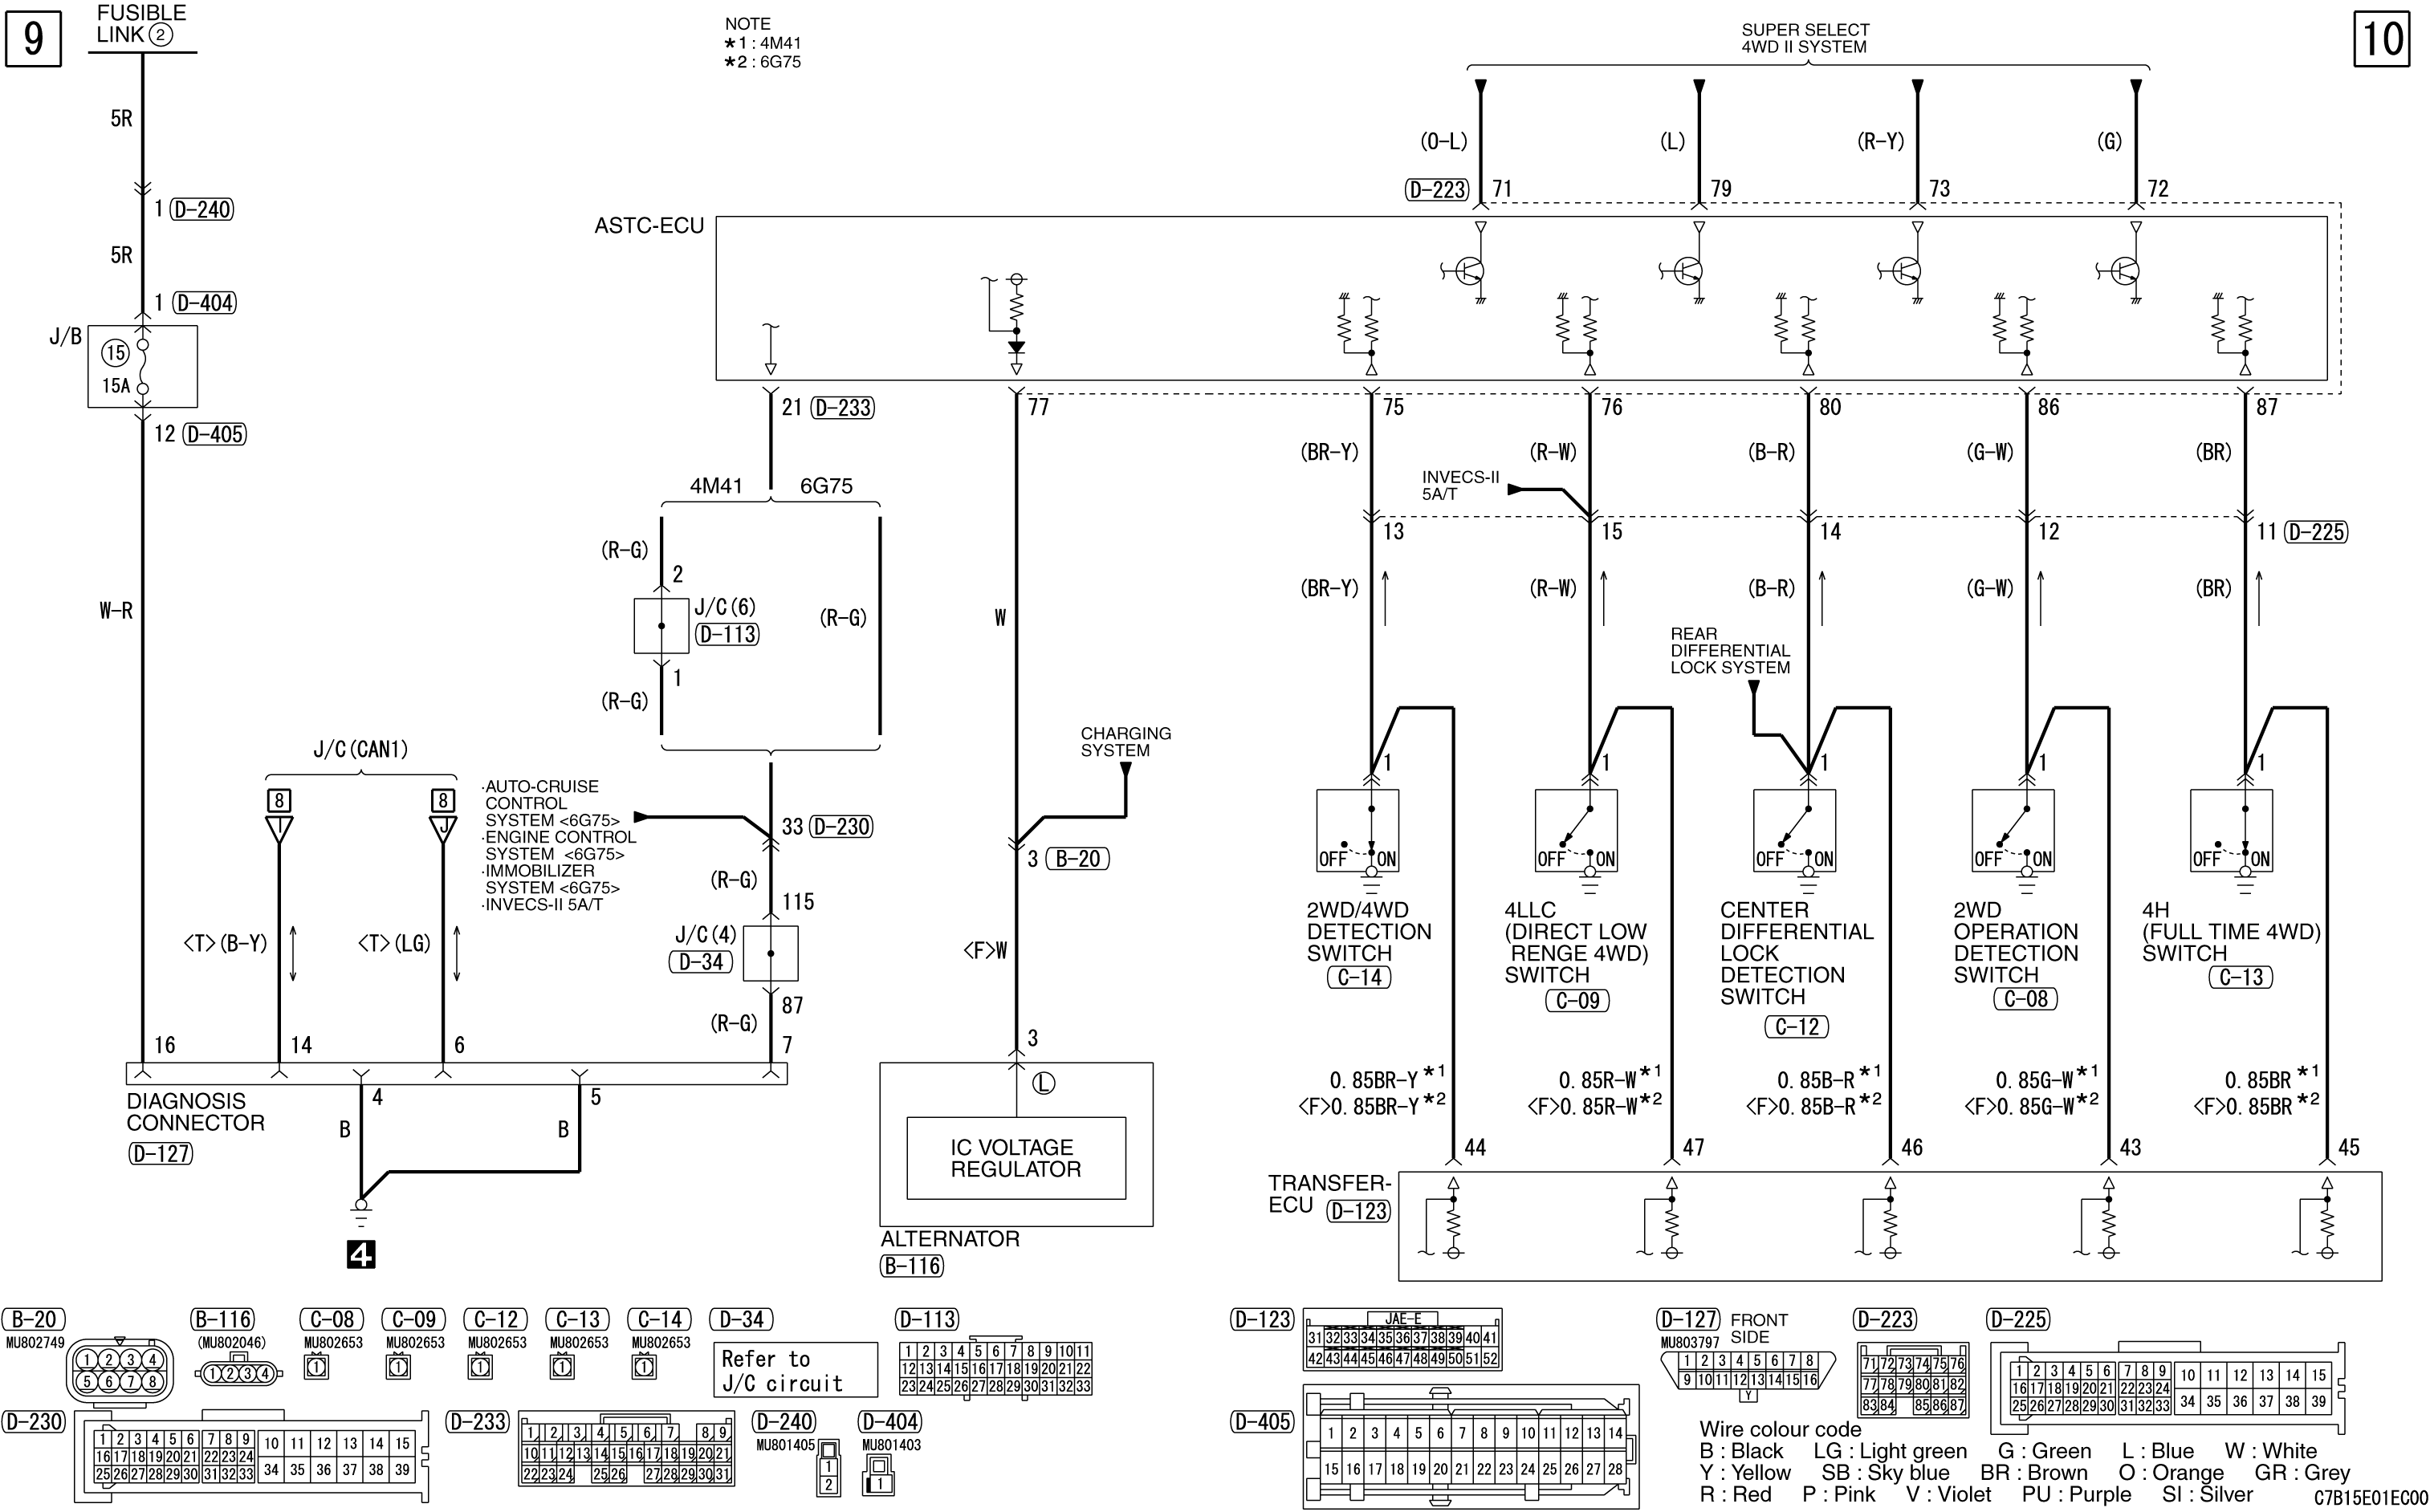 9
FUSIBLE
LINK ②
NOTE
*1 : 4M41
*2 : 6G75
SUPER SELECT
4WD II SYSTEM
10
5R
(O-L)
(L)
(R-Y)
(G)
1 D-240
D-223 71
79
73
72
ASTC-ECU
5R
1 D-404
J/B
15
15A
12 D-405
21 D-233
77
75
76
80
86
87
(BR-Y)
(R-W)
(B-R)
(G-W)
(BR)
INVECS-II
5A/T
4M41
6G75
13
15
14
12
11 D-225
(R-G)
2
J/C(6)
D-113
1
(R-G)
(R-G)
W-R
W
(BR-Y)
(R-W)
(B-R)
(G-W)
(BR)
REAR
DIFFERENTIAL
LOCK SYSTEM
J/C(CAN1)
8
8
I
J
·AUTO-CRUISE
CONTROL
SYSTEM <6G75>
·ENGINE CONTROL
SYSTEM <6G75>
·IMMOBILIZER
SYSTEM <6G75>
·INVECS-II 5A/T
33 D-230
CHARGING
SYSTEM
3 B-20
1
1
1
1
1
OFF ON
OFF ON
OFF ON
OFF ON
OFF ON
(R-G)
115
J/C(4)
D-34
87
(R-G)
<T>(B-Y)
<T>(LG)
<F>W
2WD/4WD
DETECTION
SWITCH
C-14
4LLC
(DIRECT LOW
RENGE 4WD)
SWITCH
C-09
CENTER
DIFFERENTIAL
LOCK
DETECTION
SWITCH
C-12
2WD
OPERATION
DETECTION
SWITCH
C-08
4H
(FULL TIME 4WD)
SWITCH
C-13
16
14
6
7
3
L
4
5
DIAGNOSIS
CONNECTOR
D-127
B
B
4
IC VOLTAGE
REGULATOR
ALTERNATOR
B-116
0.85BR-Y*1
<F>0.85BR-Y*2
0.85R-W*1
<F>0.85R-W*2
0.85B-R*1
<F>0.85B-R*2
0.85G-W*1
<F>0.85G-W*2
0.85BR*1
<F>0.85BR*2
44
47
46
43
45
TRANSFER-
ECU D-123
B-20
MU802749
1 2 3 4
5 6 7 8
B-116
(MU802046)
1 2 3 4
C-08
MU802653
1
C-09
MU802653
1
C-12
MU802653
1
C-13
MU802653
1
C-14
MU802653
1
D-34
Refer to
J/C circuit
D-113
1 2 3 4 5 6 7 8 9 10 11
12 13 14 15 16 17 18 19 20 21 22
23 24 25 26 27 28 29 30 31 32 33
D-123
JAE-E
31 32 33 34 35 36 37 38 39 40 41
42 43 44 45 46 47 48 49 50 51 52
D-127 FRONT
SIDE
MU803797
1 2 3 4 5 6 7 8
9 10 11 12 13 14 15 16
Y
D-223
71 72 73 74 75 76
77 78 79 80 81 82
83 84 85 86 87
D-225
1 2 3 4 5 6 7 8 9 10 11 12 13 14 15
16 17 18 19 20 21 22 23 24
25 26 27 28 29 30 31 32 33 34 35 36 37 38 39
D-230
1 2 3 4 5 6 7 8 9 10 11 12 13 14 15
16 17 18 19 20 21 22 23 24
25 26 27 28 29 30 31 32 33 34 35 36 37 38 39
D-233
1 2 3 4 5 6 7 8 9
10 11 12 13 14 15 16 17 18 19 20 21
22 23 24 25 26 27 28 29 30 31
D-240
MU801405
1
2
D-404
MU801403
1
D-405
1 2 3 4 5 6 7 8 9 10 11 12 13 14
15 16 17 18 19 20 21 22 23 24 25 26 27 28
Wire colour code
B : Black LG : Light green G : Green L : Blue W : White
Y : Yellow SB : Sky blue BR : Brown O : Orange GR : Grey
R : Red P : Pink V : Violet PU : Purple SI : Silver
C7B15E01EC00